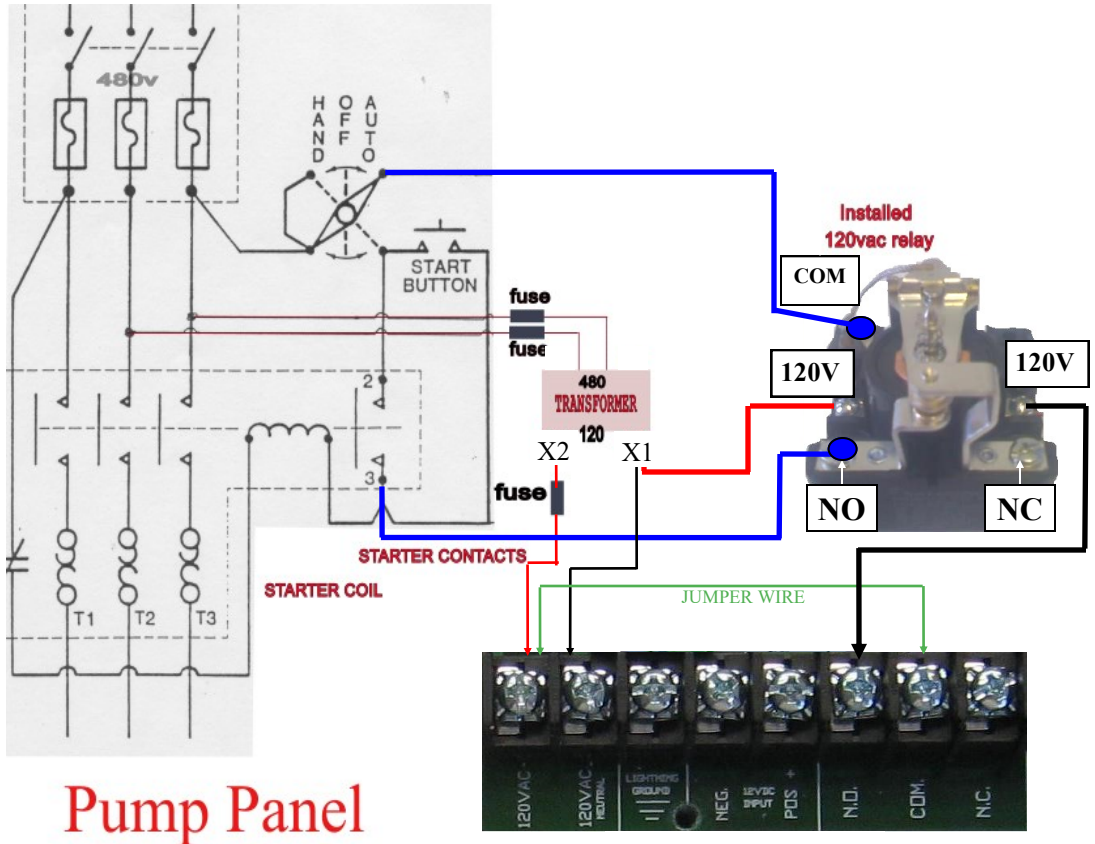 480v
HAND
OFF
AUTO
START
BUTTON
fuse
fuse
480
TRANSFORMER
120
X2
X1
fuse
Installed
120vac relay
COM
120V
120V
NO
NC
2
3
STARTER CONTACTS
STARTER COIL
T1
T2
T3
JUMPER WIRE
120VAC
120VAC
NEUTRAL
LIGHTNING
GROUND
NEG.
12VDC
INPUT
POS +
N.O.
COM.
N.C.
Pump Panel